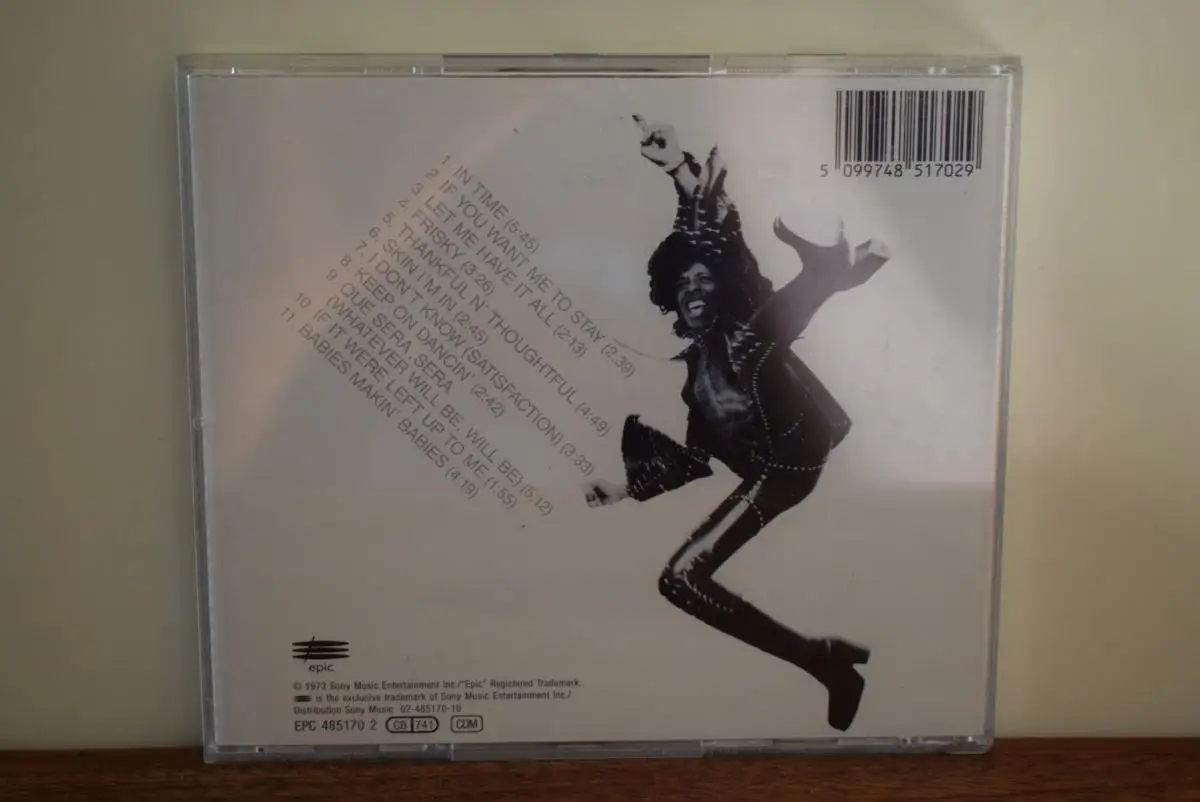 1 IN TIME (5:45)
2 IF YOU WANT ME TO STAY (2:39)
3 LET ME HAVE IT ALL (2:13)
4 FRISKY (3:26)
5 THANKFUL N' THOUGHTFUL (4:49)
6 SKIN I'M IN (2:45)
7 I DON'T KNOW (SATISFACTION) (3:33)
8 KEEP ON DANCIN' (2:42)
9 QUE SERA, SERA
(WHATEVER WILL BE, WILL BE) (5:12)
10 IF IT WERE LEFT UP TO ME (1:55)
11 BABIES MAKIN' BABIES (4:19)
5 099748 517029
epic
© 1973 Sony Music Entertainment Inc./"Epic" Registered Trademark.
is the exclusive trademark of Sony Music Entertainment Inc./
Distribution Sony Music 02-485170-10
EPC 485170 2 CB 741 CDM